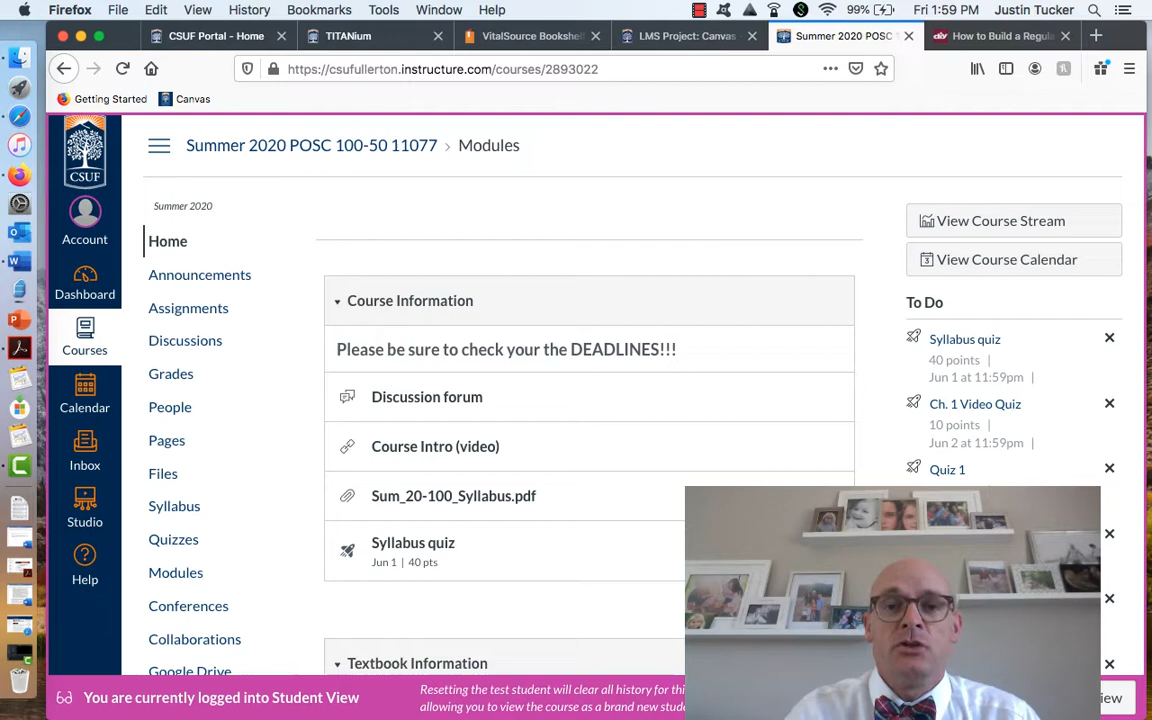 Firefox File Edit View History Bookmarks Tools Window Help 99% Fri 1:59 PM Justin Tucker
CSUF Portal - Home TITANium VitalSource Bookshelf LMS Project: Canvas Summer 2020 POSC 1 How to Build a Regula
https://csufullerton.instructure.com/courses/2893022
Getting Started Canvas
CSUF
Account
Dashboard
Courses
Calendar
Inbox
Studio
Help
Summer 2020 POSC 100-50 11077 › Modules
Summer 2020
Home
Announcements
Assignments
Discussions
Grades
People
Pages
Files
Syllabus
Quizzes
Modules
Conferences
Collaborations
Google Drive
Course Information
Please be sure to check your the DEADLINES!!!
Discussion forum
Course Intro (video)
Sum_20-100_Syllabus.pdf
Syllabus quiz
Jun 1 | 40 pts
Textbook Information
View Course Stream
View Course Calendar
To Do
Syllabus quiz
40 points |
Jun 1 at 11:59pm |
Ch. 1 Video Quiz
10 points |
Jun 2 at 11:59pm |
Quiz 1
You are currently logged into Student View
Resetting the test student will clear all history for thi
allowing you to view the course as a brand new stude
iew